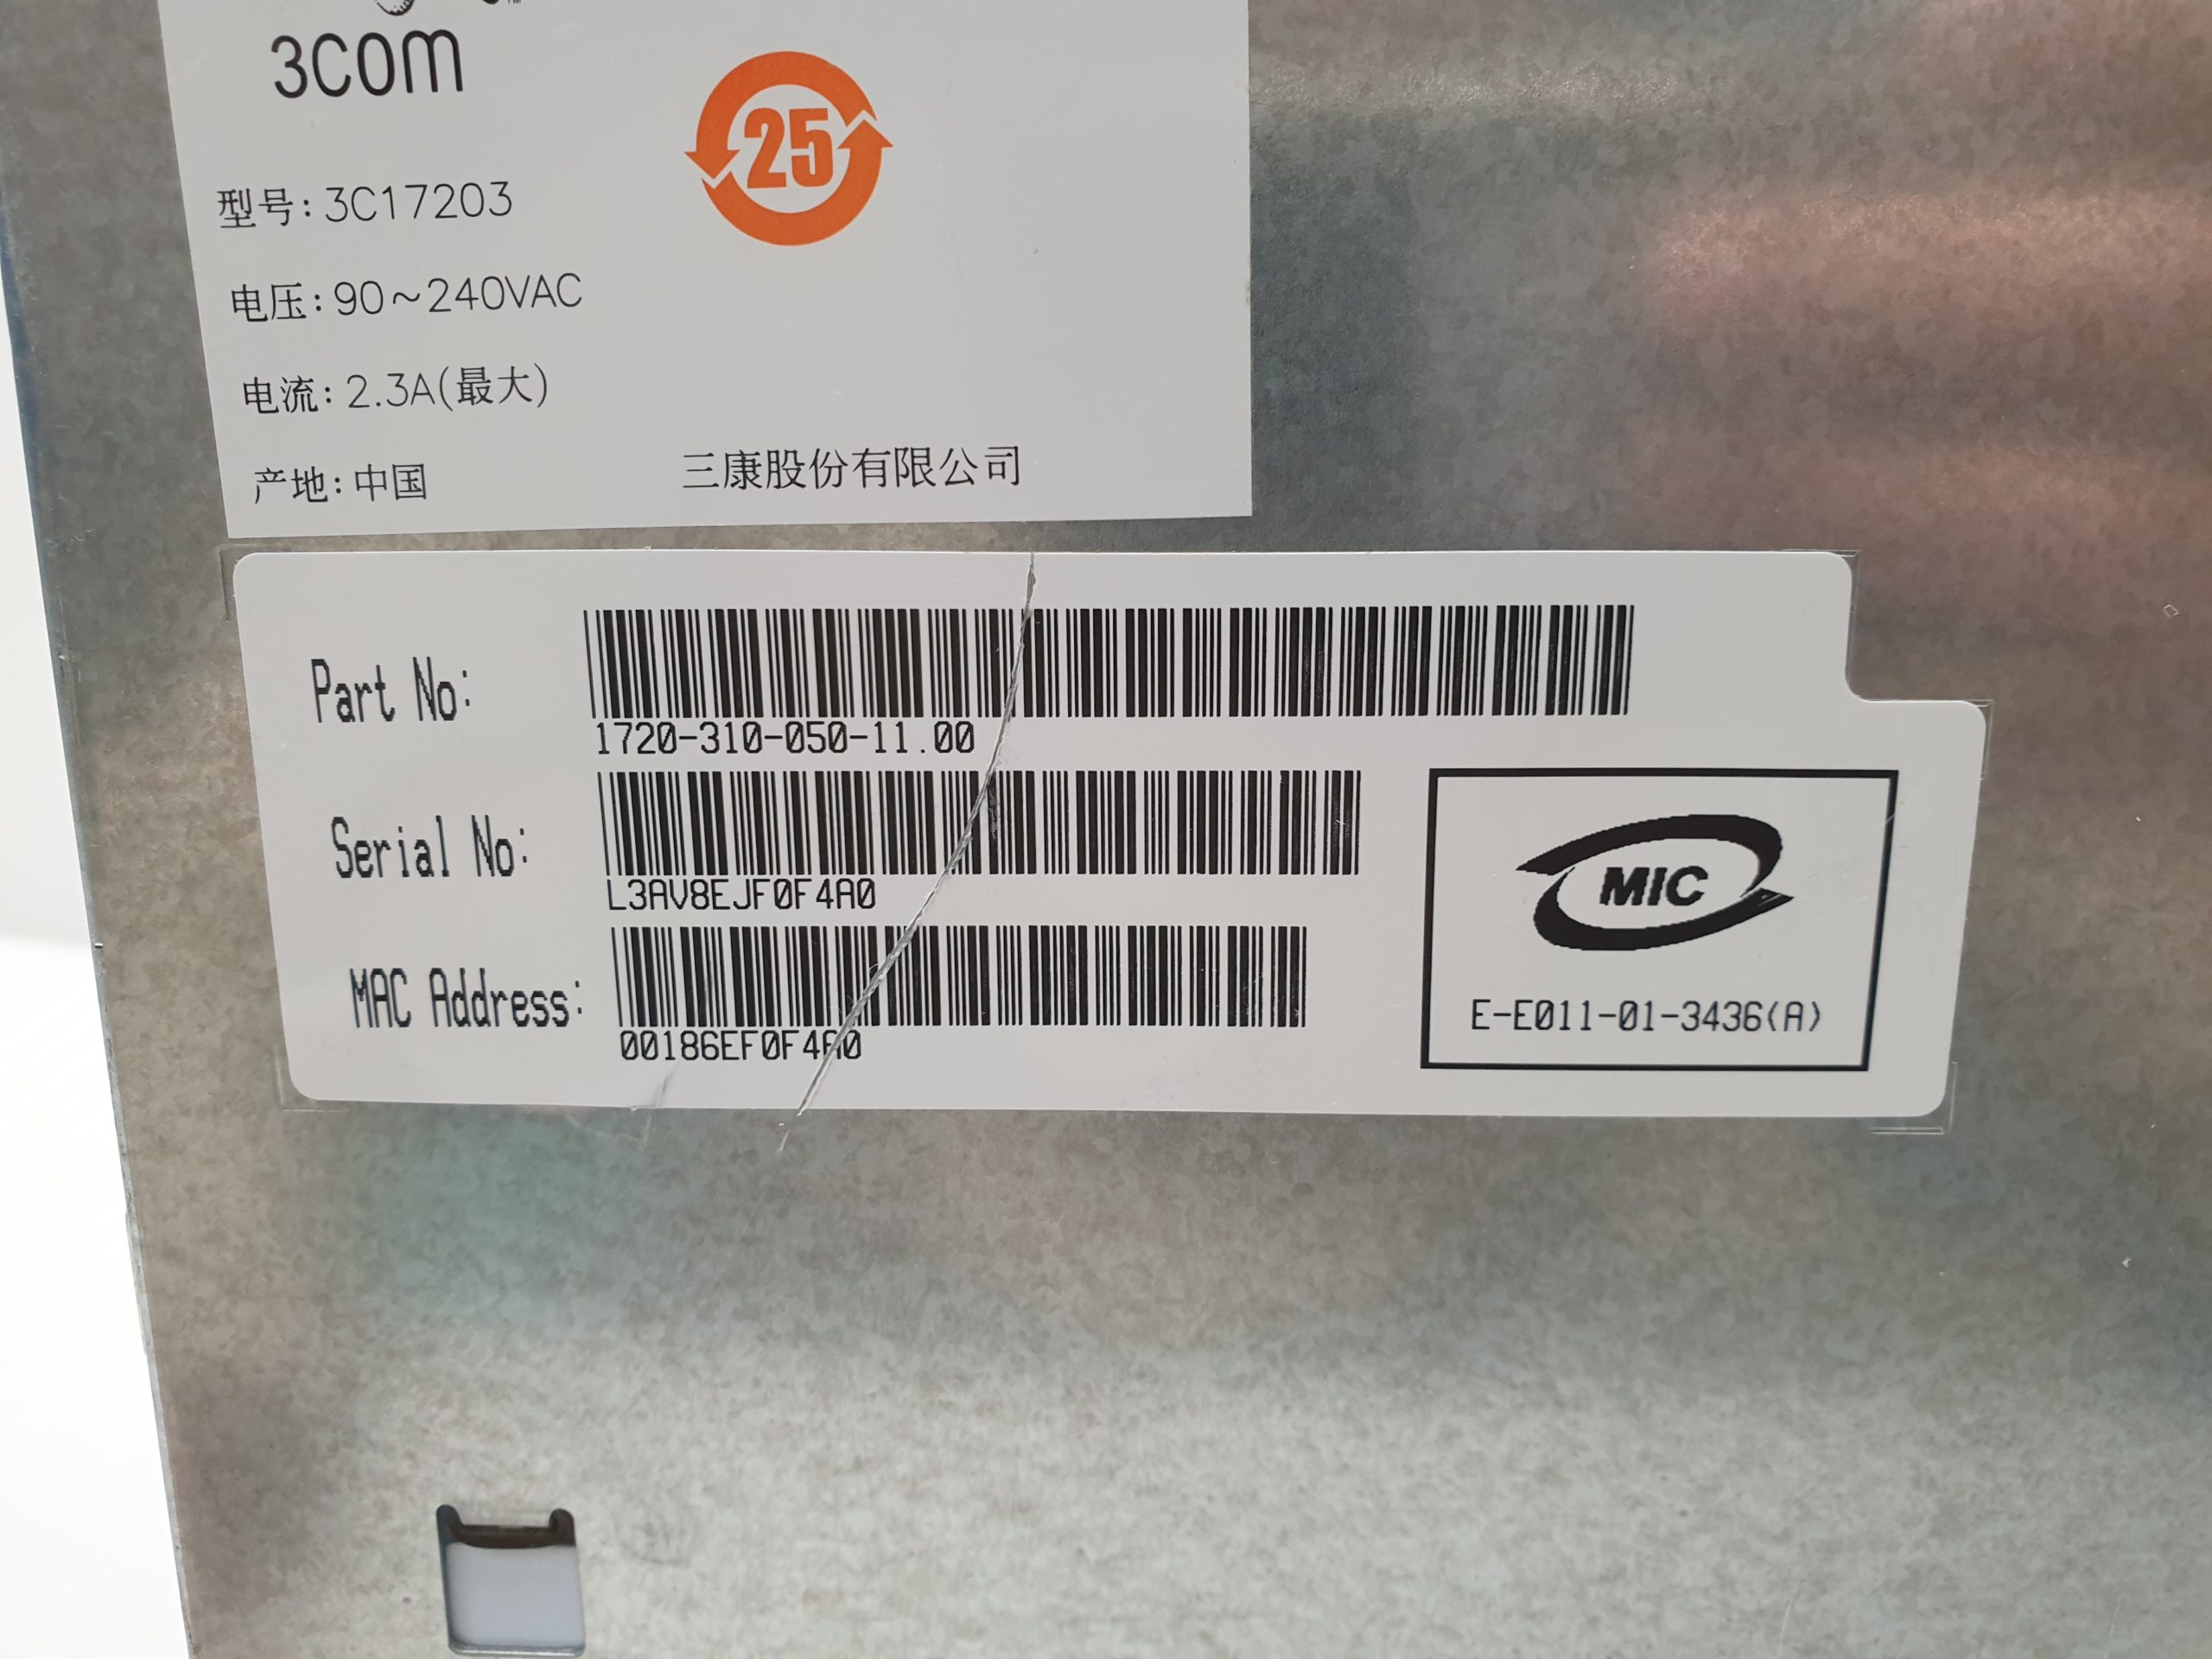 3COM
25
型号: 3C17203
电压: 90~240VAC
电流: 2.3A(最大)
产地: 中国
三康股份有限公司
Part No:
1720-310-050-11.00
Serial No:
L3AV8EJF0F4A0
MAC Address:
00186EF0F4A0
MIC
E-E011-01-3436(A)